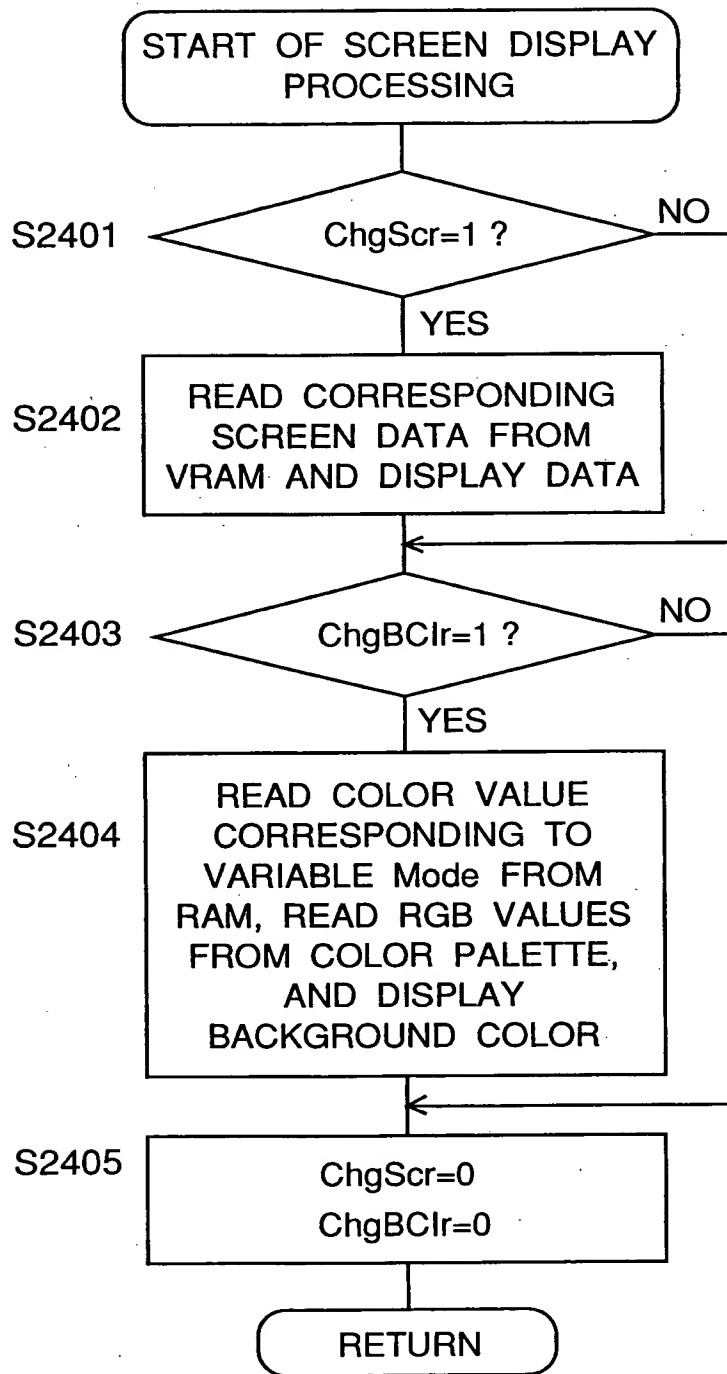 START OF SCREEN DISPLAY
PROCESSING
S2401
ChgScr=1 ?
NO
YES
S2402
READ CORRESPONDING
SCREEN DATA FROM
VRAM AND DISPLAY DATA
S2403
ChgBClr=1 ?
NO
YES
S2404
READ COLOR VALUE
CORRESPONDING TO
VARIABLE Mode FROM
RAM, READ RGB VALUES
FROM COLOR PALETTE,
AND DISPLAY
BACKGROUND COLOR
S2405
ChgScr=0
ChgBClr=0
RETURN